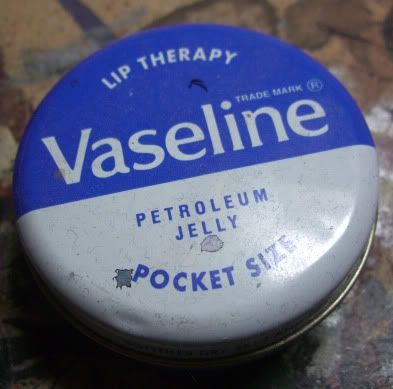 LIP THERAPY
TRADE MARK ®
Vaseline
PETROLEUM
JELLY
POCKET SIZE